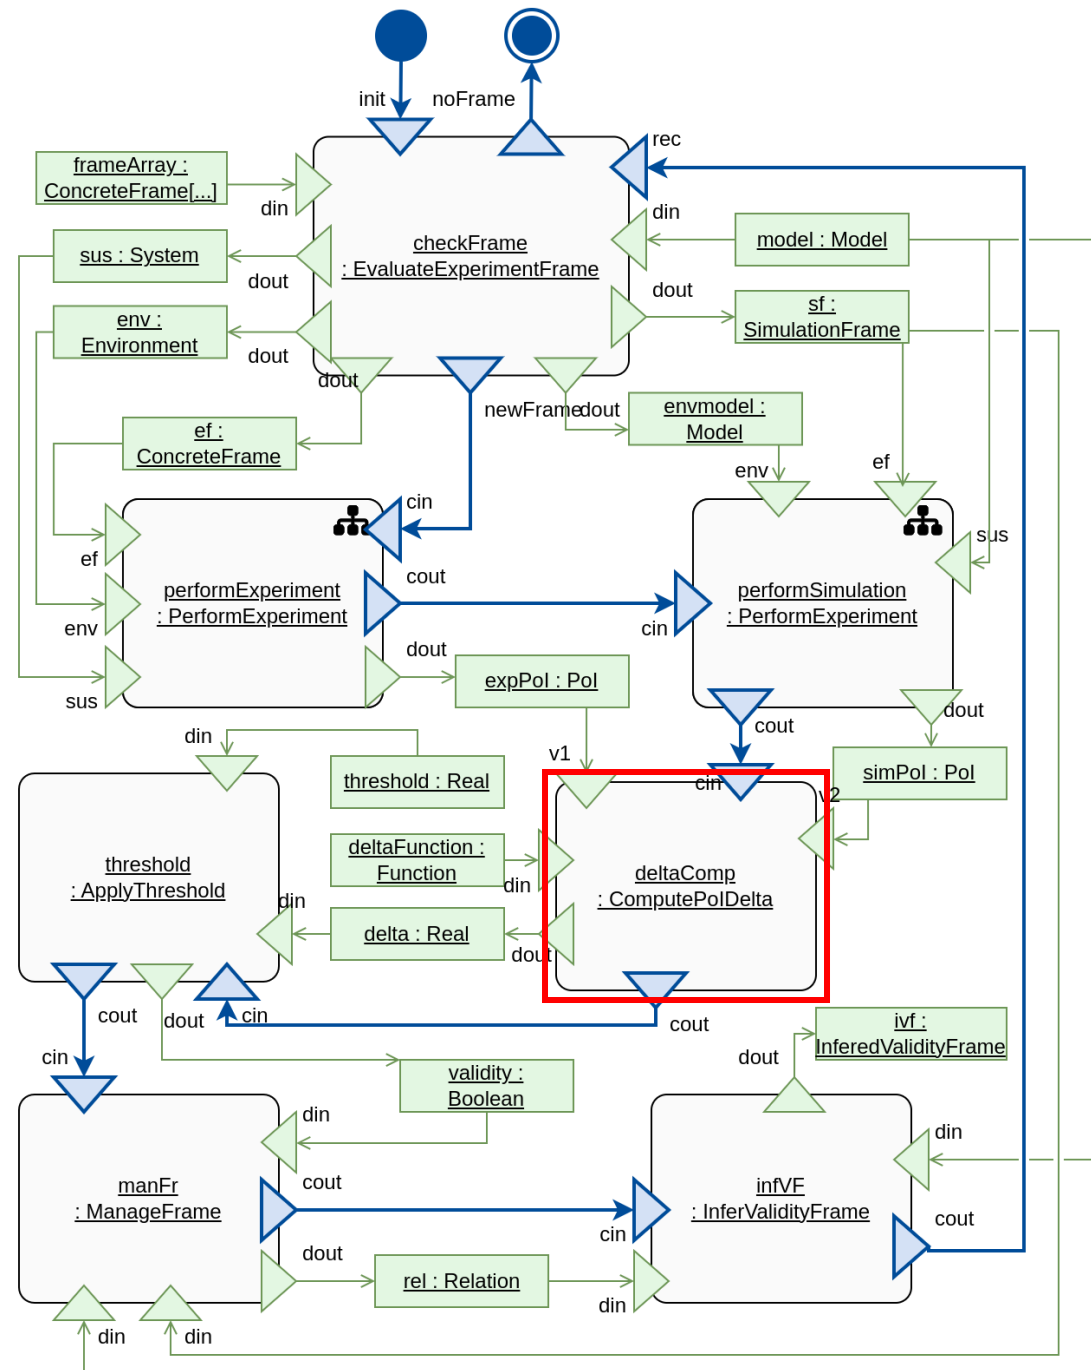 init
noFrame
rec
frameArray :
ConcreteFrame[...]
din
din
model : Model
sus : System
checkFrame
: EvaluateExperimentFrame
dout
dout
sf :
SimulationFrame
env :
Environment
dout
dout
newFrame
dout
envmodel :
Model
ef :
ConcreteFrame
env
ef
cin
sus
ef
performExperiment
: PerformExperiment
cout
performSimulation
: PerformExperiment
env
cin
dout
sus
expPoI : PoI
dout
cout
din
v1
threshold : Real
cin
simPoI : PoI
v2
deltaFunction :
Function
threshold
: ApplyThreshold
din
din
deltaComp
: ComputePoIDelta
delta : Real
dout
cout
dout
cin
cout
ivf :
InferedValidityFrame
cin
dout
validity :
Boolean
din
din
manFr
: ManageFrame
cout
infVF
: InferValidityFrame
cin
cout
dout
rel : Relation
din
din
din